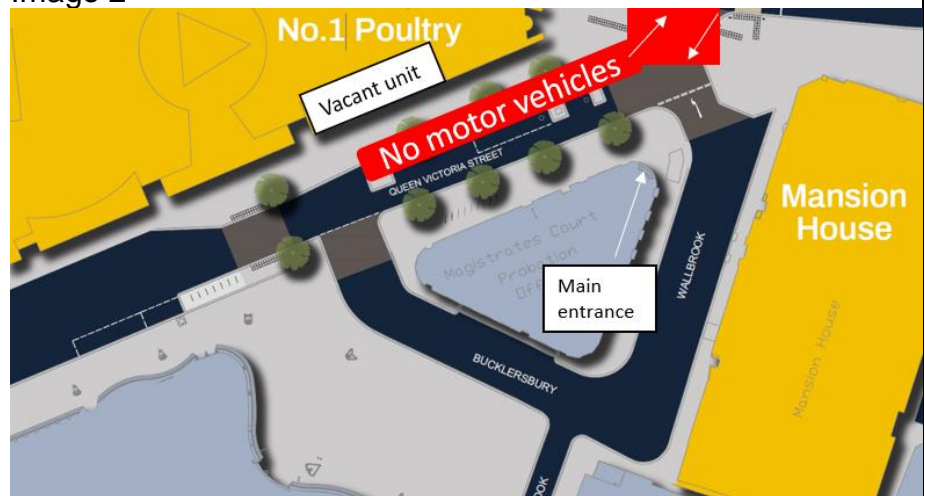 Image 2
No.1 Poultry
Vacant unit
No motor vehicles
QUEEN VICTORIA STREET
Magistrates Court
Probation
Mansion
House
Main
entrance
WALLBROOK
Mansion House
BUCKLERSBURY
OOK